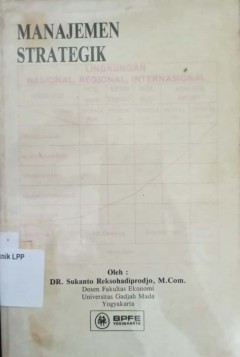 MANAJEMEN
STRATEGIK
LINGKUNGAN
NASIONAL, REGIONAL, INTERNASIONAL
Oleh :
DR. Sukanto Reksohadiprodjo, M.Com.
Dosen Fakultas Ekonomi
Universitas Gadjah Mada
Yogyakarta
BPFE
YOGYAKARTA
nik LPP